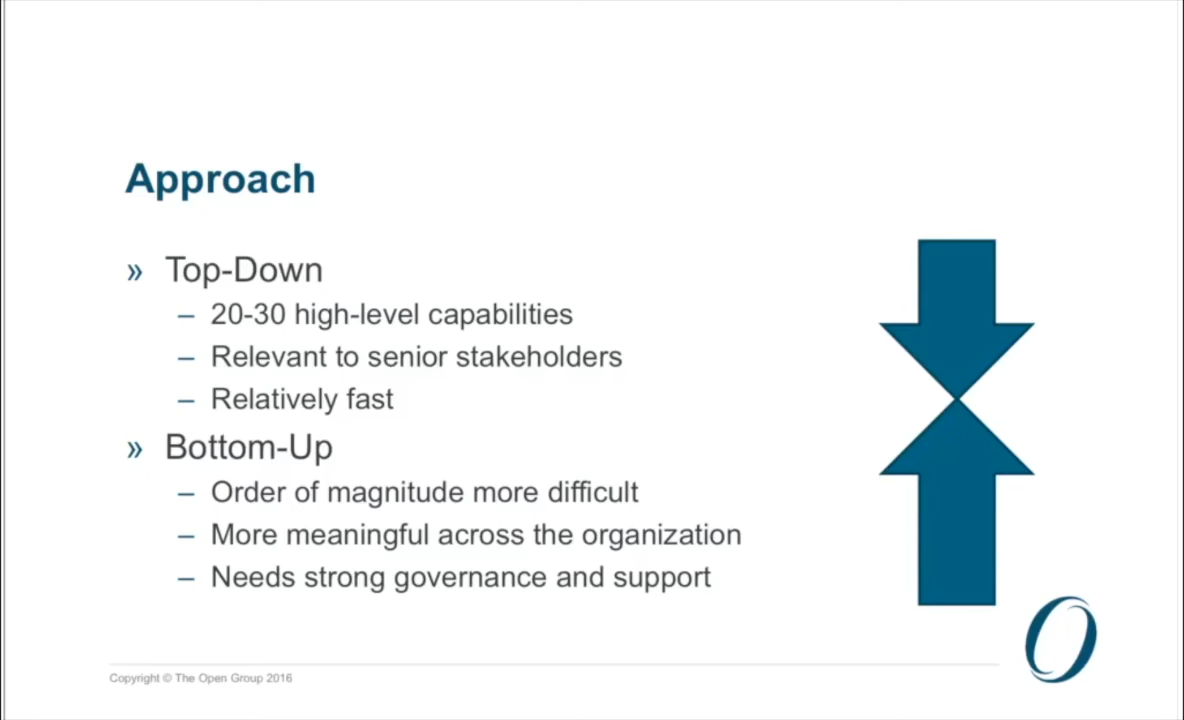 Approach
» Top-Down
– 20-30 high-level capabilities
– Relevant to senior stakeholders
– Relatively fast
» Bottom-Up
– Order of magnitude more difficult
– More meaningful across the organization
– Needs strong governance and support
Copyright © The Open Group 2016